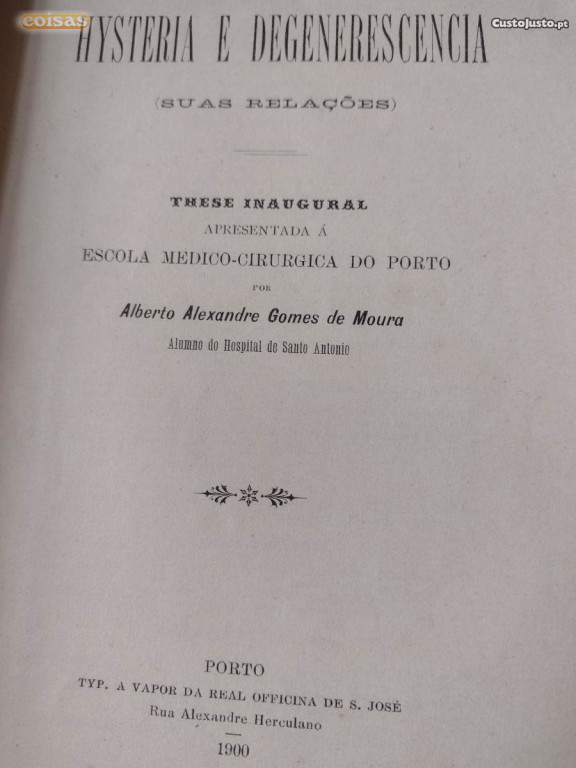 coisas
CustoJusto.pt
HYSTERIA E DEGENERESCENCIA
(SUAS RELAÇÕES)
THESE INAUGURAL
APRESENTADA Á
ESCOLA MEDICO-CIRURGICA DO PORTO
POR
Alberto Alexandre Gomes de Moura
Alumno do Hospital de Santo Antonio
PORTO
TYP. A VAPOR DA REAL OFFICINA DE S. JOSÉ
Rua Alexandre Herculano
1900